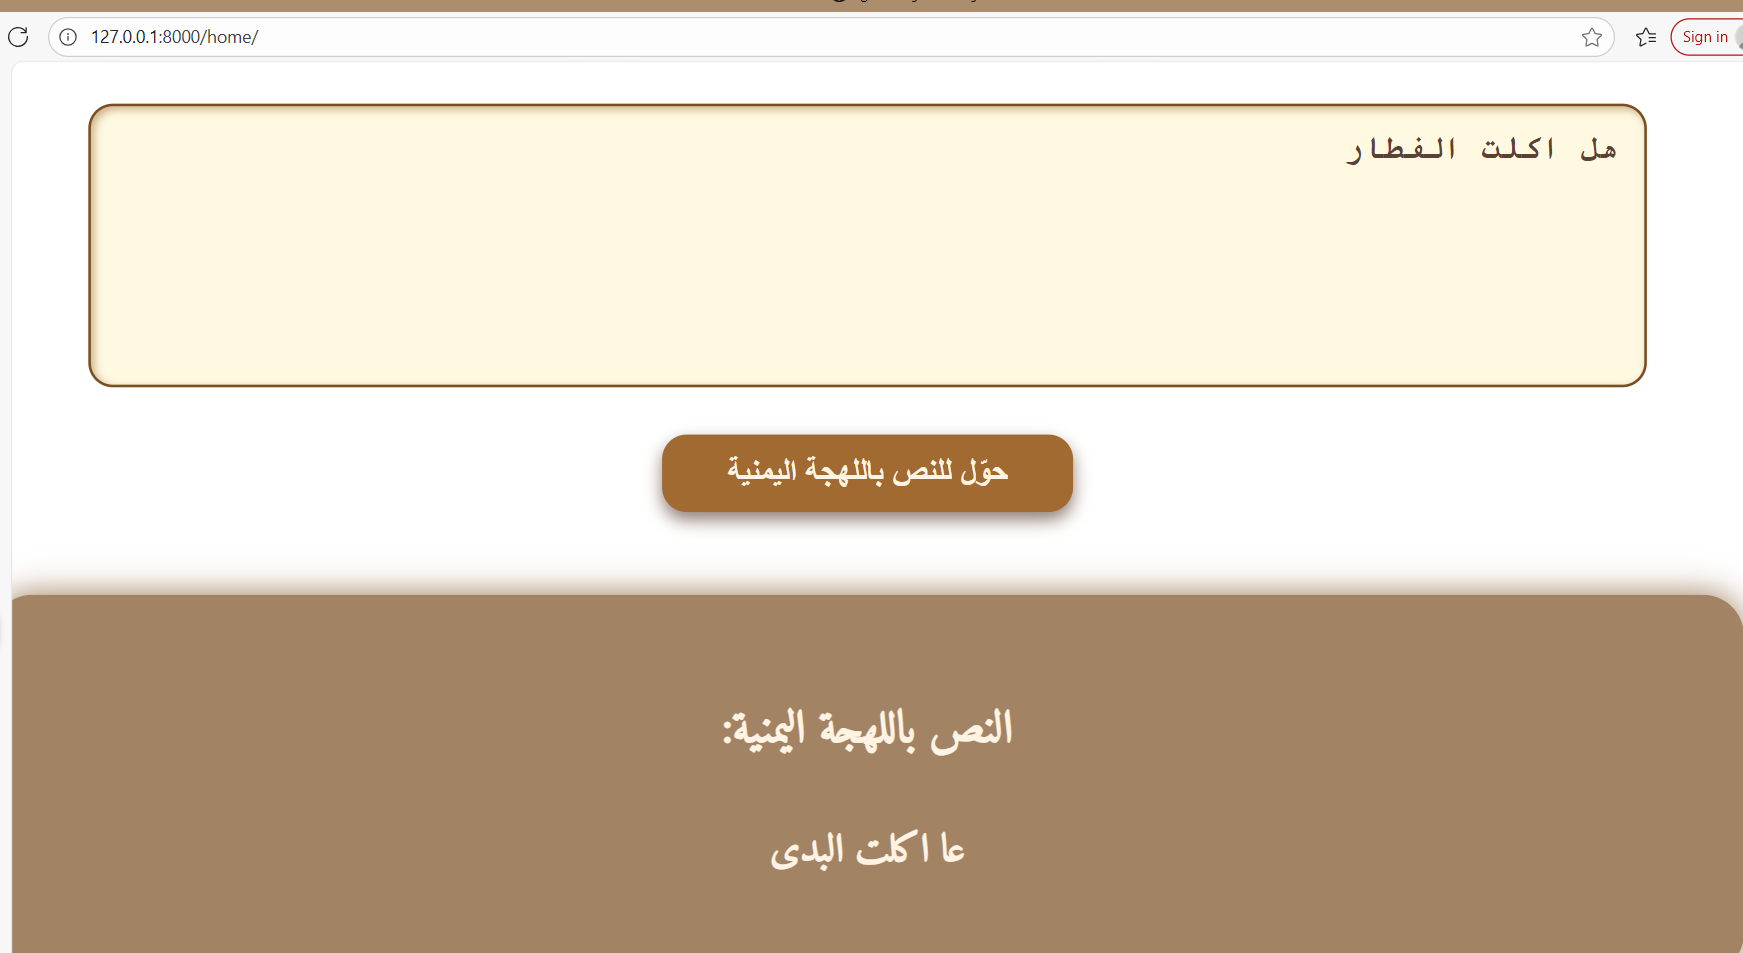 127.0.0.1:8000/home/
Sign in
هل اكلت الفطار
حوّل للنص باللهجة اليمنية
النص باللهجة اليمنية:
عا اكلت البدى